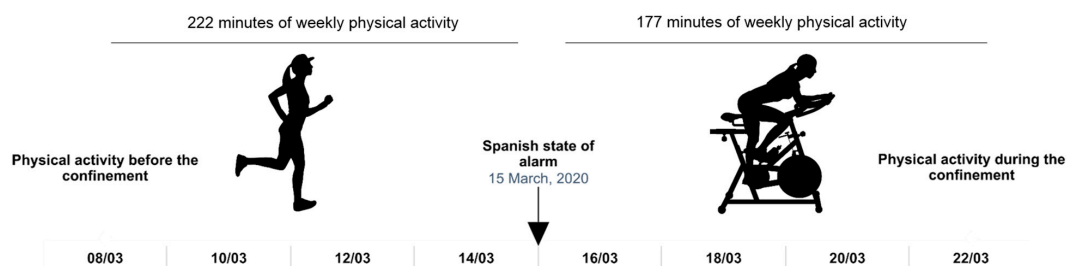 222 minutes of weekly physical activity
177 minutes of weekly physical activity
Physical activity before the
confinement
Spanish state of
alarm
15 March, 2020
Physical activity during the
confinement
08/03
10/03
12/03
14/03
16/03
18/03
20/03
22/03